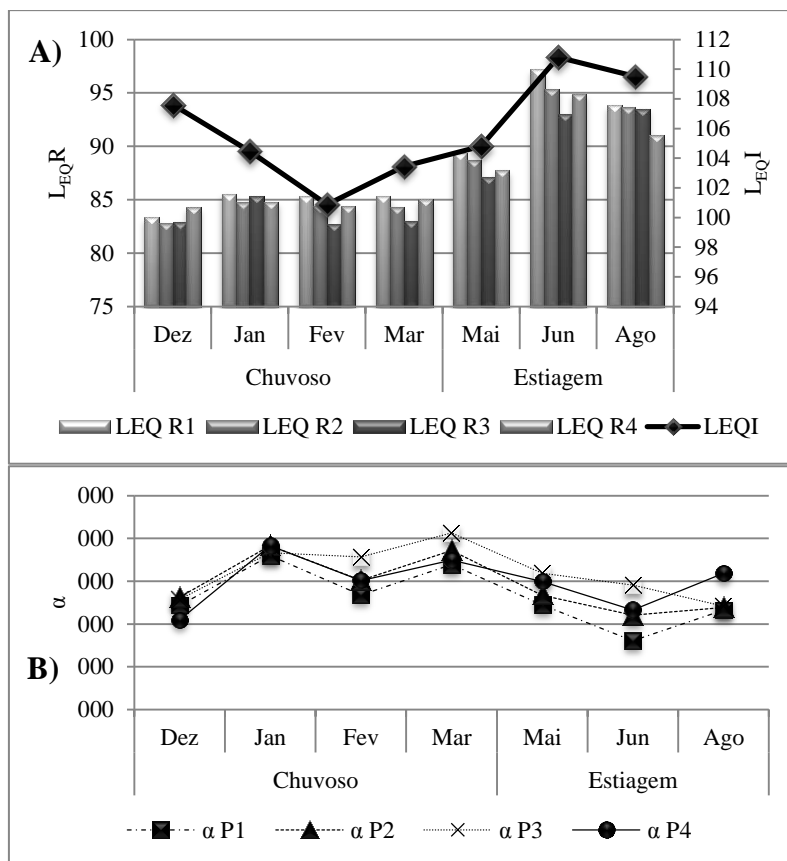 A)
100
95
90
85
80
75
LEQR
112
110
108
106
104
102
100
98
96
94
LEQI
Dez Jan Fev Mar Mai Jun Ago
Chuvoso Estiagem
LEQ R1 LEQ R2 LEQ R3 LEQ R4 LEQI
B)
000
000
000
000
000
000
α
Dez Jan Fev Mar Mai Jun Ago
Chuvoso Estiagem
α P1 α P2 α P3 α P4